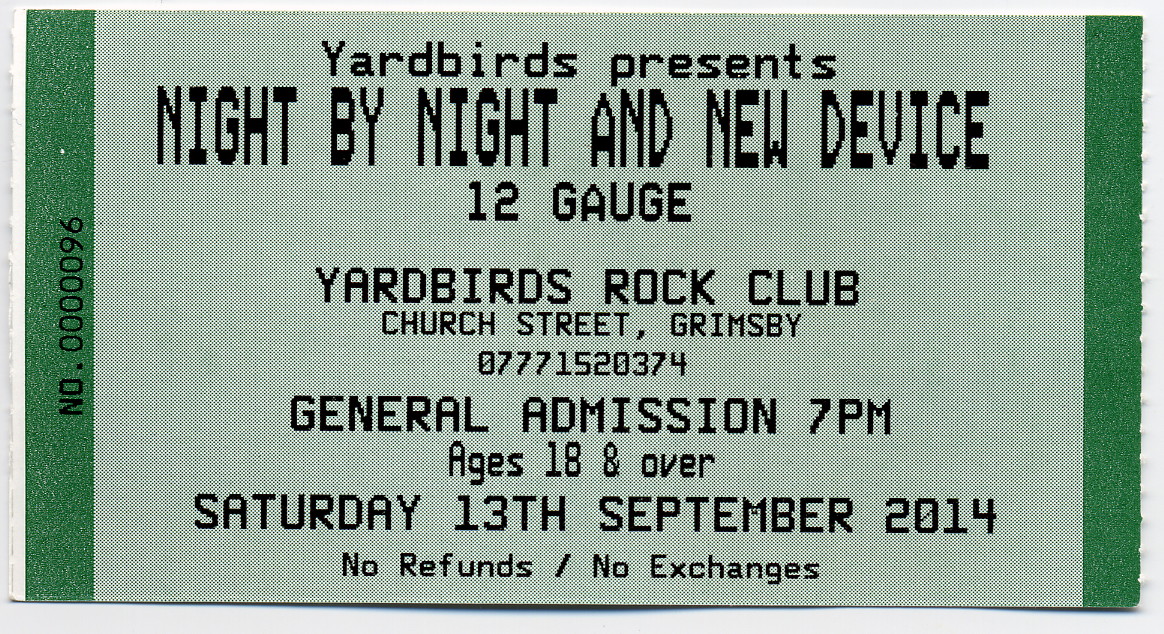 Yardbirds presents
NIGHT BY NIGHT AND NEW DEVICE
12 GAUGE
YARDBIRDS ROCK CLUB
CHURCH STREET, GRIMSBY
07771520374
GENERAL ADMISSION 7PM
Ages 18 & over
SATURDAY 13TH SEPTEMBER 2014
No Refunds / No Exchanges
NO.0000096